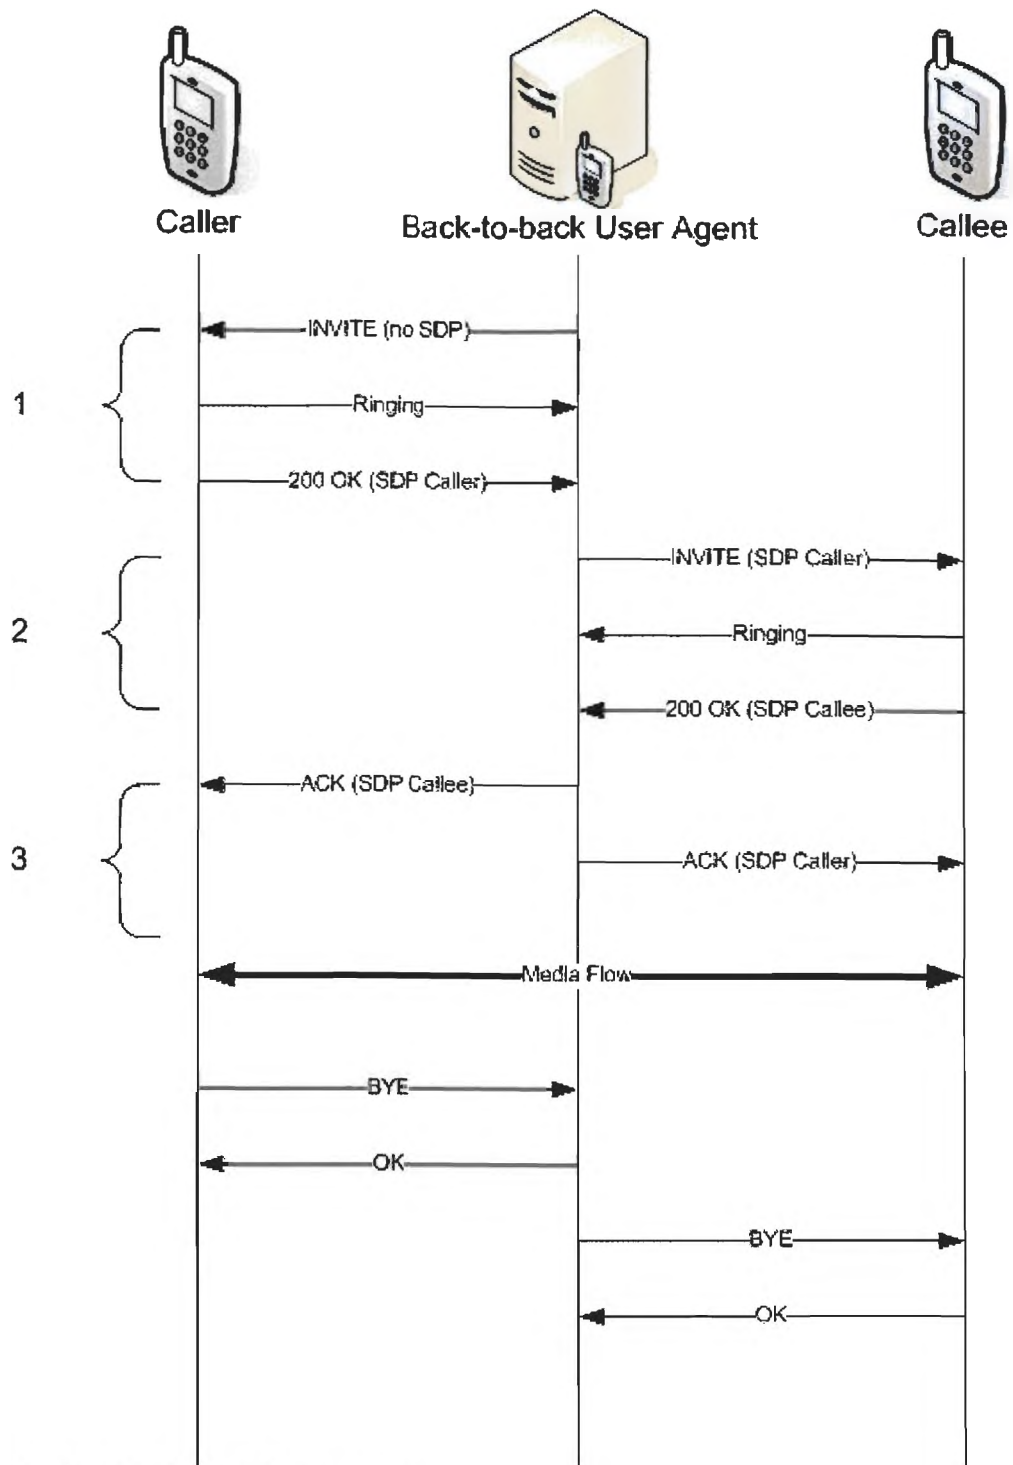 Caller
Back-to-back User Agent
Callee
INVITE (no SDP)
1
Ringing
200 OK (SDP Caller)
INVITE (SDP Caller)
2
Ringing
200 OK (SDP Callee)
ACK (SDP Callee)
3
ACK (SDP Caller)
Media Flow
BYE
OK
BYE
OK